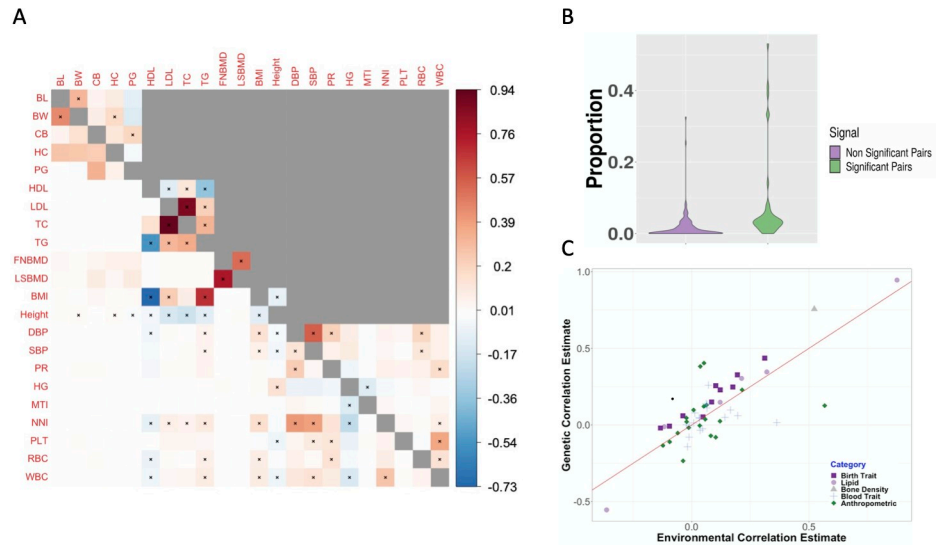 A
BL BW CB HC PG HDL LDL TC TG FNBMD LSBMD BMI Height DBP SBP PR HG MTI NNI PLT RBC WBC
BL
BW
CB
HC
PG
HDL
LDL
TC
TG
FNBMD
LSBMD
BMI
Height
DBP
SBP
PR
HG
MTI
NNI
PLT
RBC
WBC
0.94
0.76
0.58
0.39
0.2
0.01
-0.17
-0.36
-0.54
-0.73
B
Proportion
0.4
0.2
0.0
Signal
Non Significant Pairs
Significant Pairs
C
Genetic Correlation Estimate
1.0
0.5
0.0
-0.5
0.0
0.5
Environmental Correlation Estimate
Category
Birth Trait
Lipid
Bone Density
Blood Trait
Anthropometric